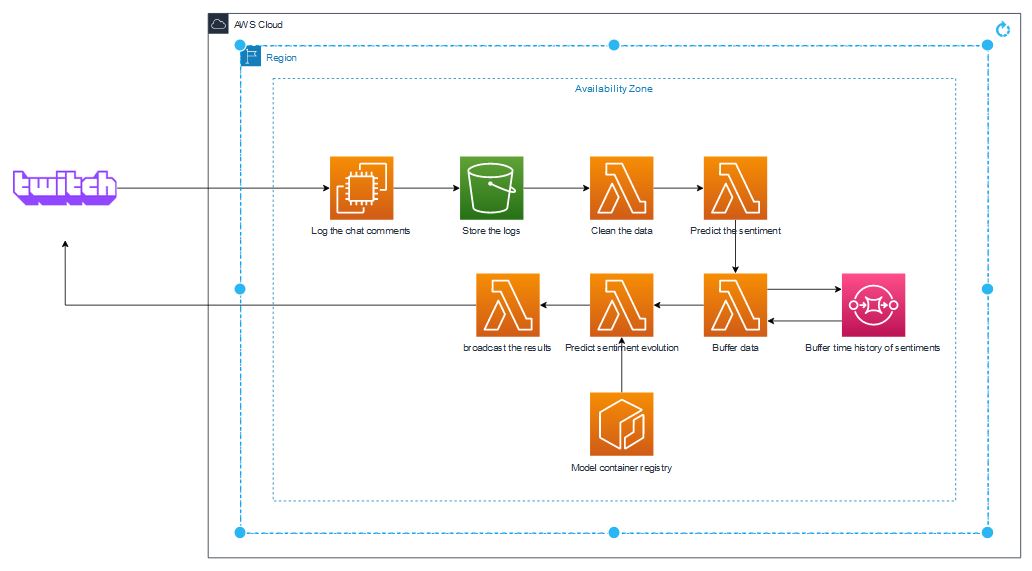 AWS Cloud
Region
Availability Zone
twitch
Log the chat comments
Store the logs
Clean the data
Predict the sentiment
broadcast the results
Predict sentiment evolution
Buffer data
Buffer time history of sentiments
Model container registry